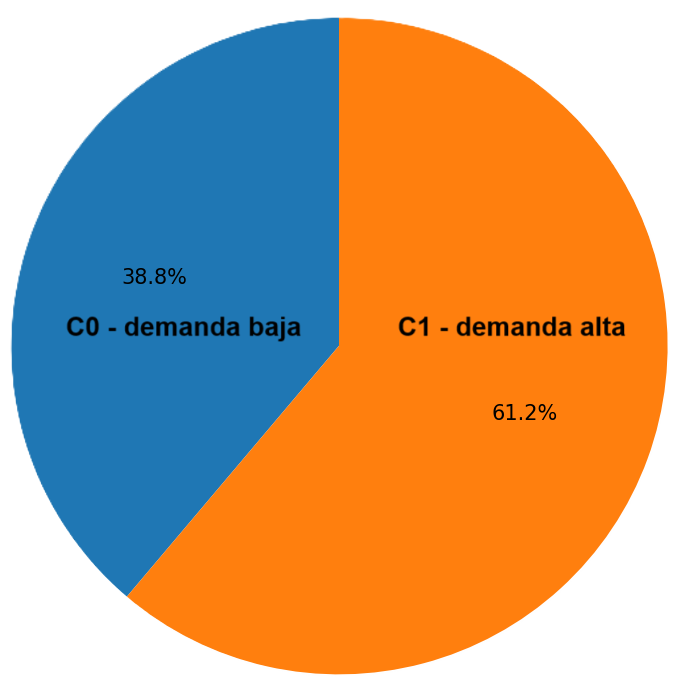 38.8%
C0 - demanda baja
C1 - demanda alta
61.2%